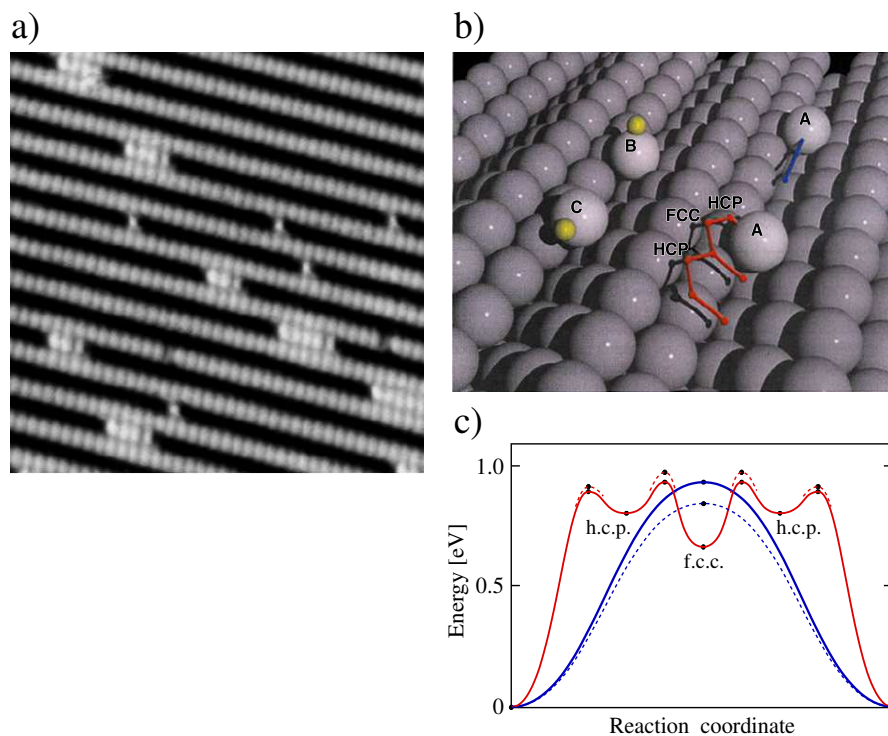 a)
b)
A
B
C
HCP
FCC
A
HCP
c)
1.0
h.c.p.
h.c.p.
f.c.c.
0.5
0
Energy [eV]
Reaction coordinate